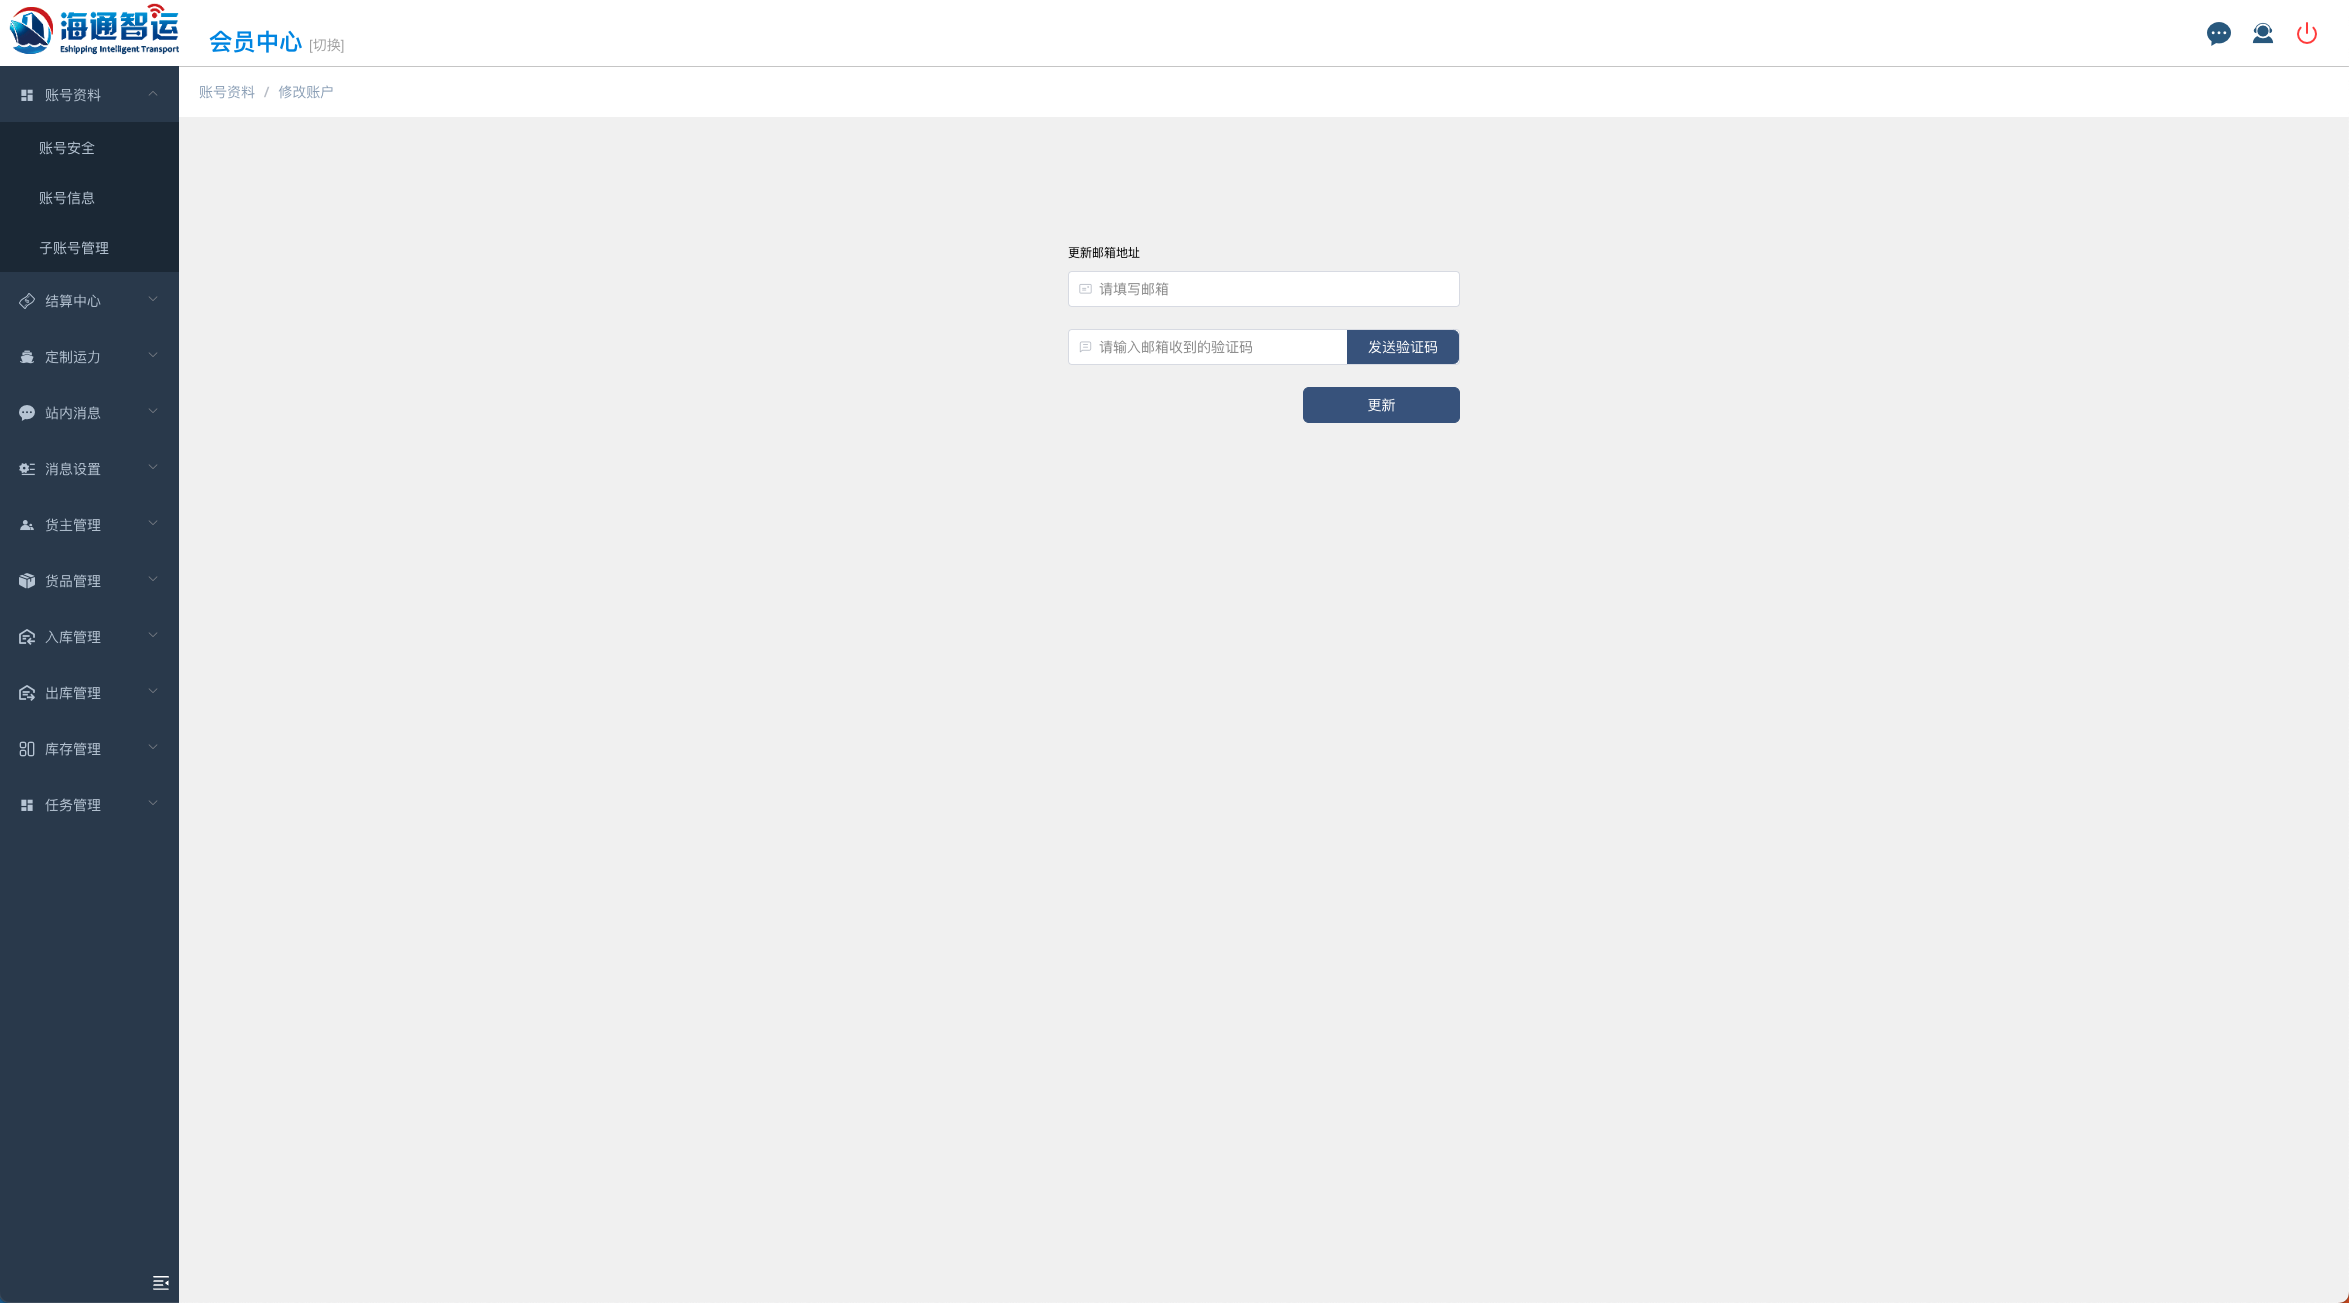 海通智运
Eshipping Intelligent Transport
会员中心 [切换]
账号资料 / 修改账户
账号资料
账号安全
账号信息
子账号管理
结算中心
定制运力
站内消息
消息设置
货主管理
货品管理
入库管理
出库管理
库存管理
任务管理
更新邮箱地址
请填写邮箱
请输入邮箱收到的验证码 发送验证码
更新